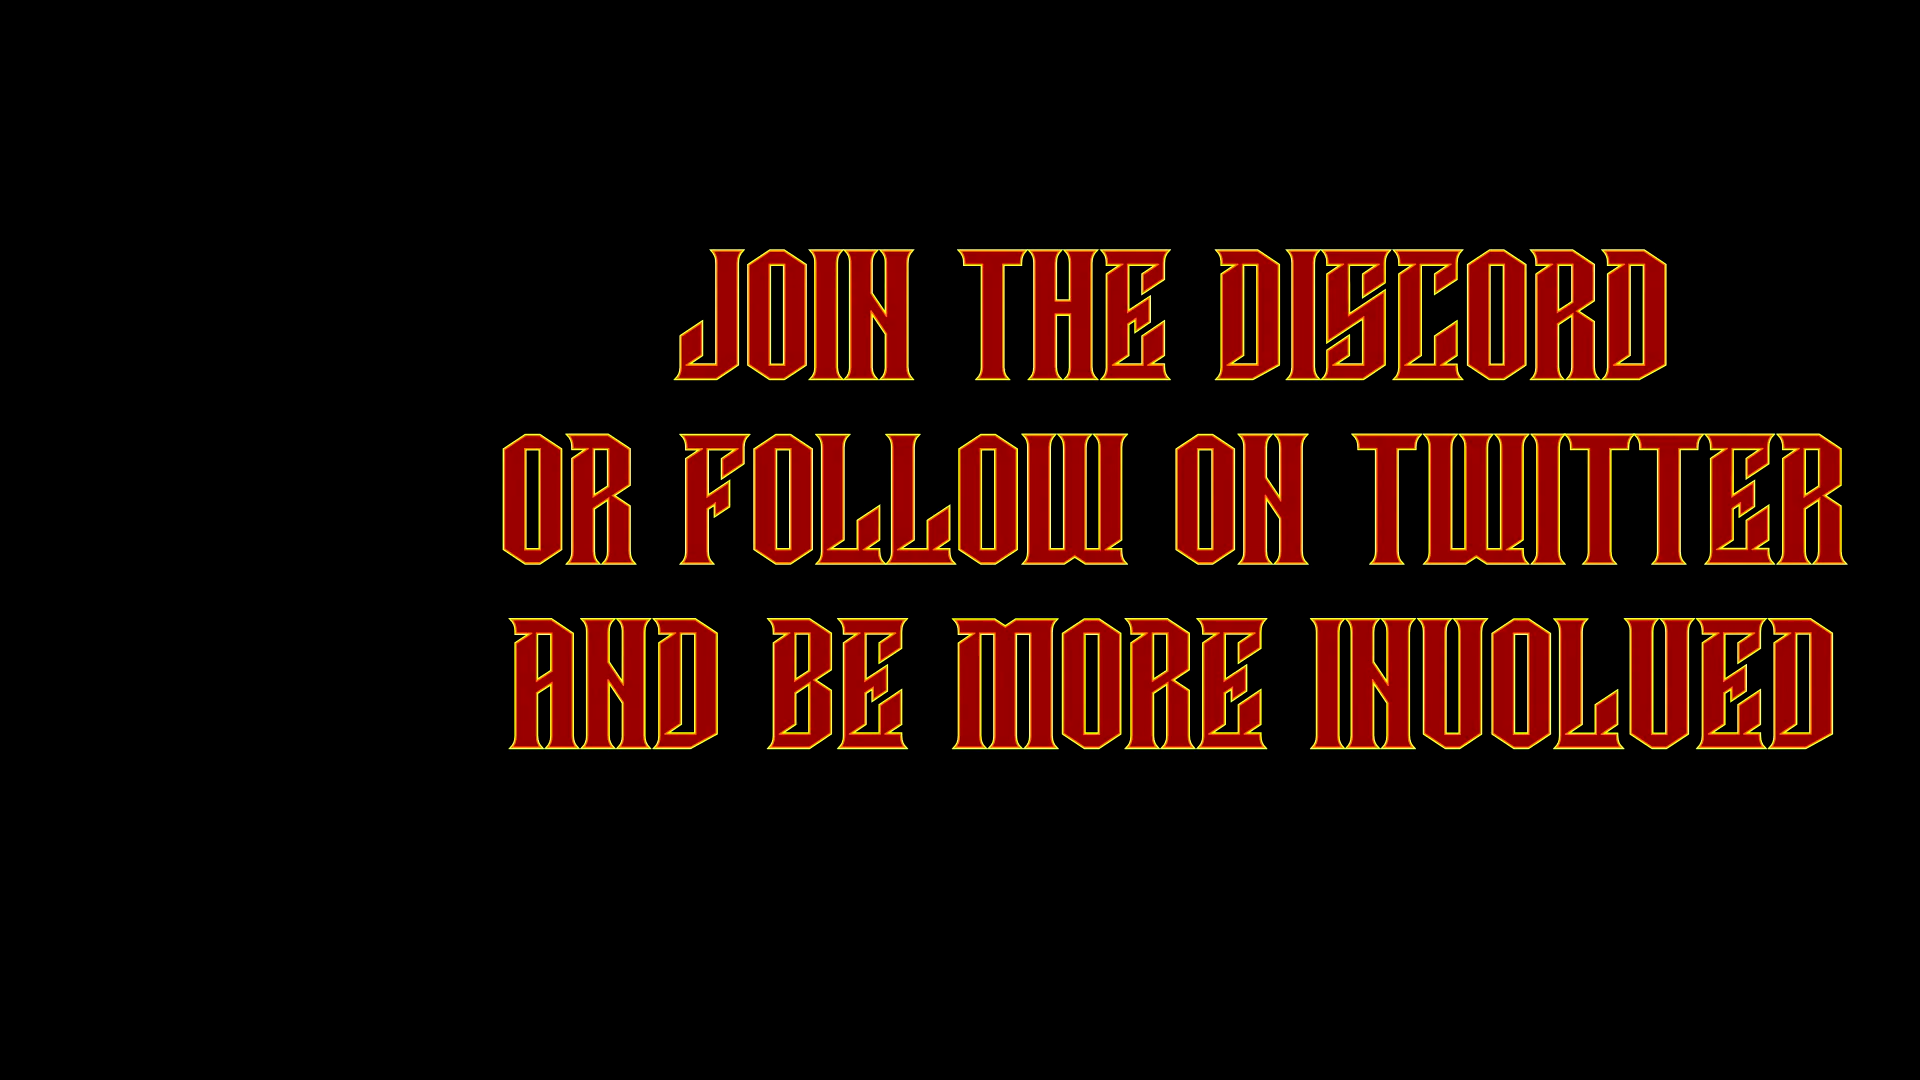 JOIN THE DISCORD
OR FOLLOW ON TWITTER
AND BE MORE INVOLVED